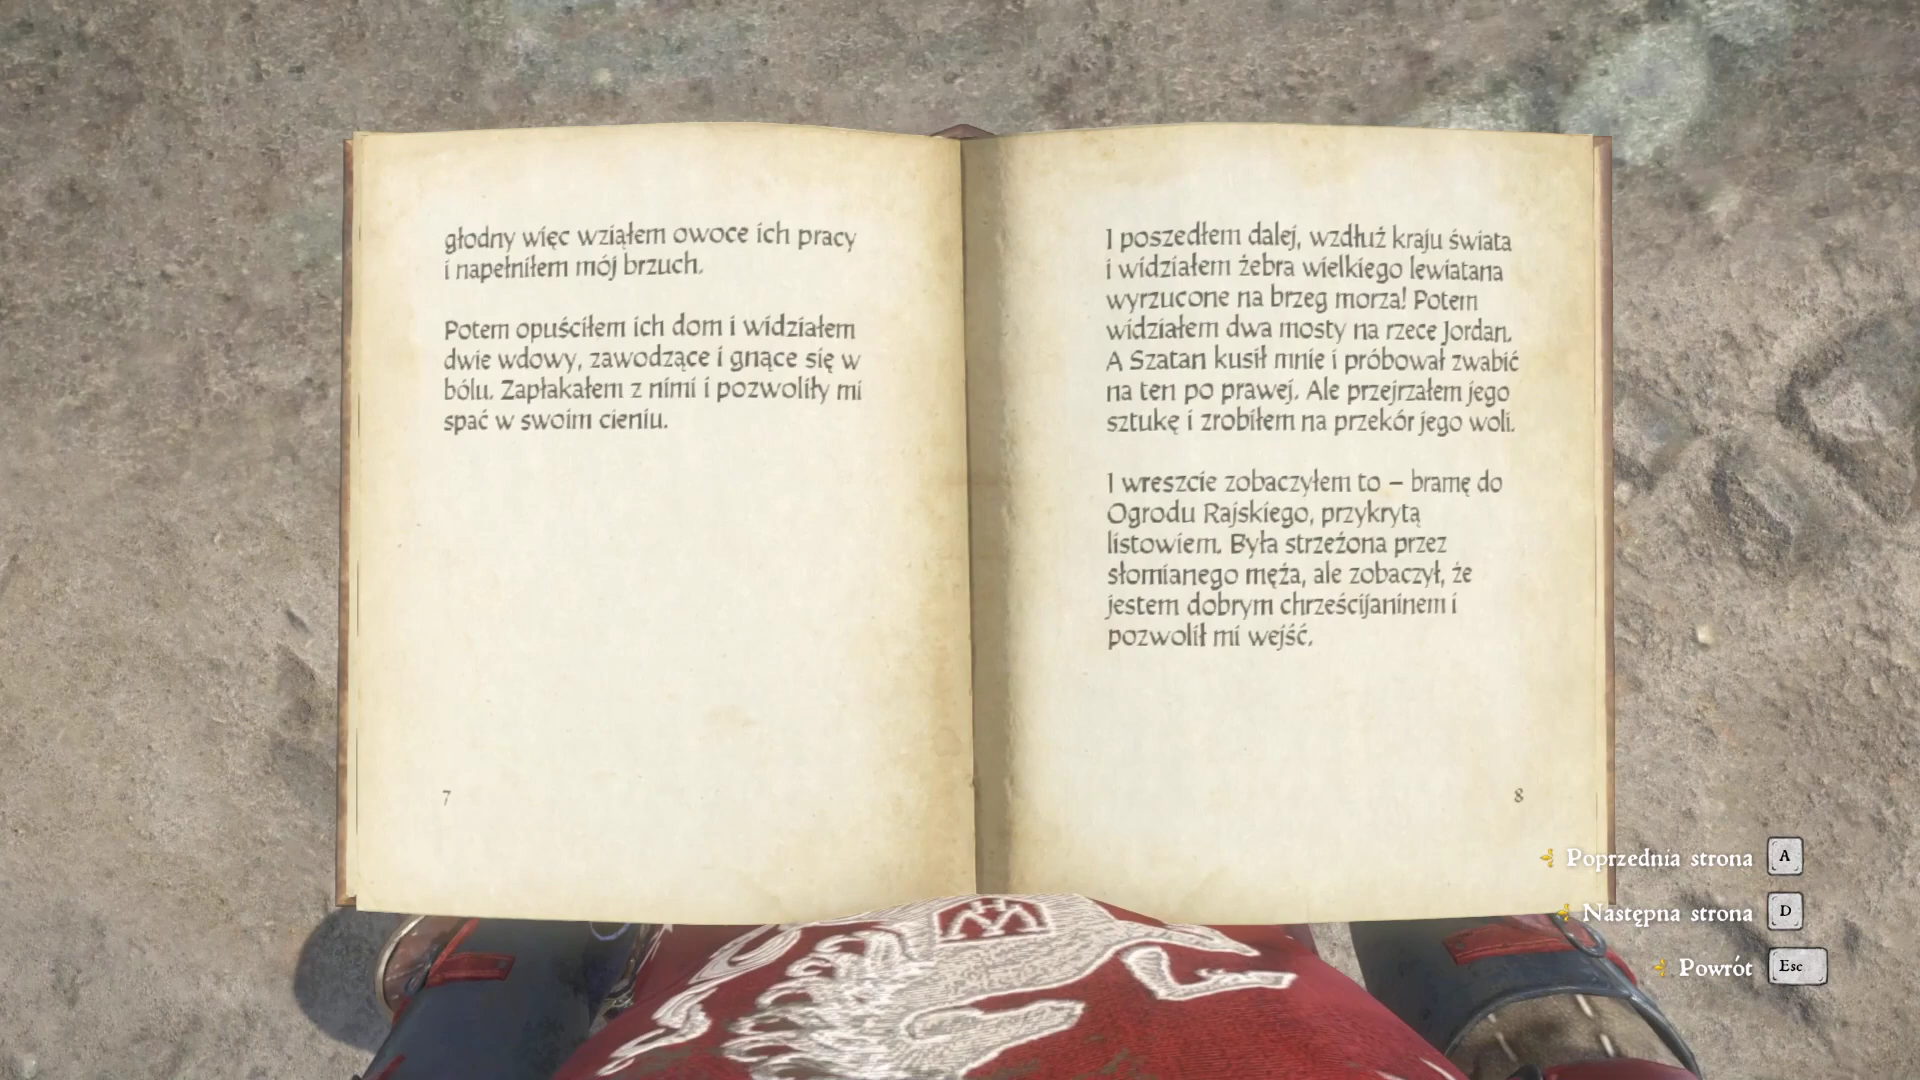 głodny więc wziąłem owoce ich pracy
i napełniłem mój brzuch.
Potem opuściłem ich dom i widziałem
dwie wdowy, zawodzące i gnące się w
bólu. Zapłakałem z nimi i pozwoliły mi
spać w swoim cieniu.
7
I poszedłem dalej, wzdłuż kraju świata
i widziałem żebra wielkiego lewiatana
wyrzucone na brzeg morza! Potem
widziałem dwa mosty na rzece Jordan.
A Szatan kusił mnie i próbował zwabić
na ten po prawej. Ale przejrzałem jego
sztukę i zrobiłem na przekór jego woli.
I wreszcie zobaczyłem to – bramę do
Ogrodu Rajskiego, przykrytą
listowiem. Była strzeżona przez
słomianego męża, ale zobaczył, że
jestem dobrym chrześcijaninem i
pozwolił mi wejść.
8
Poprzednia strona A
Następna strona D
Powrót Esc